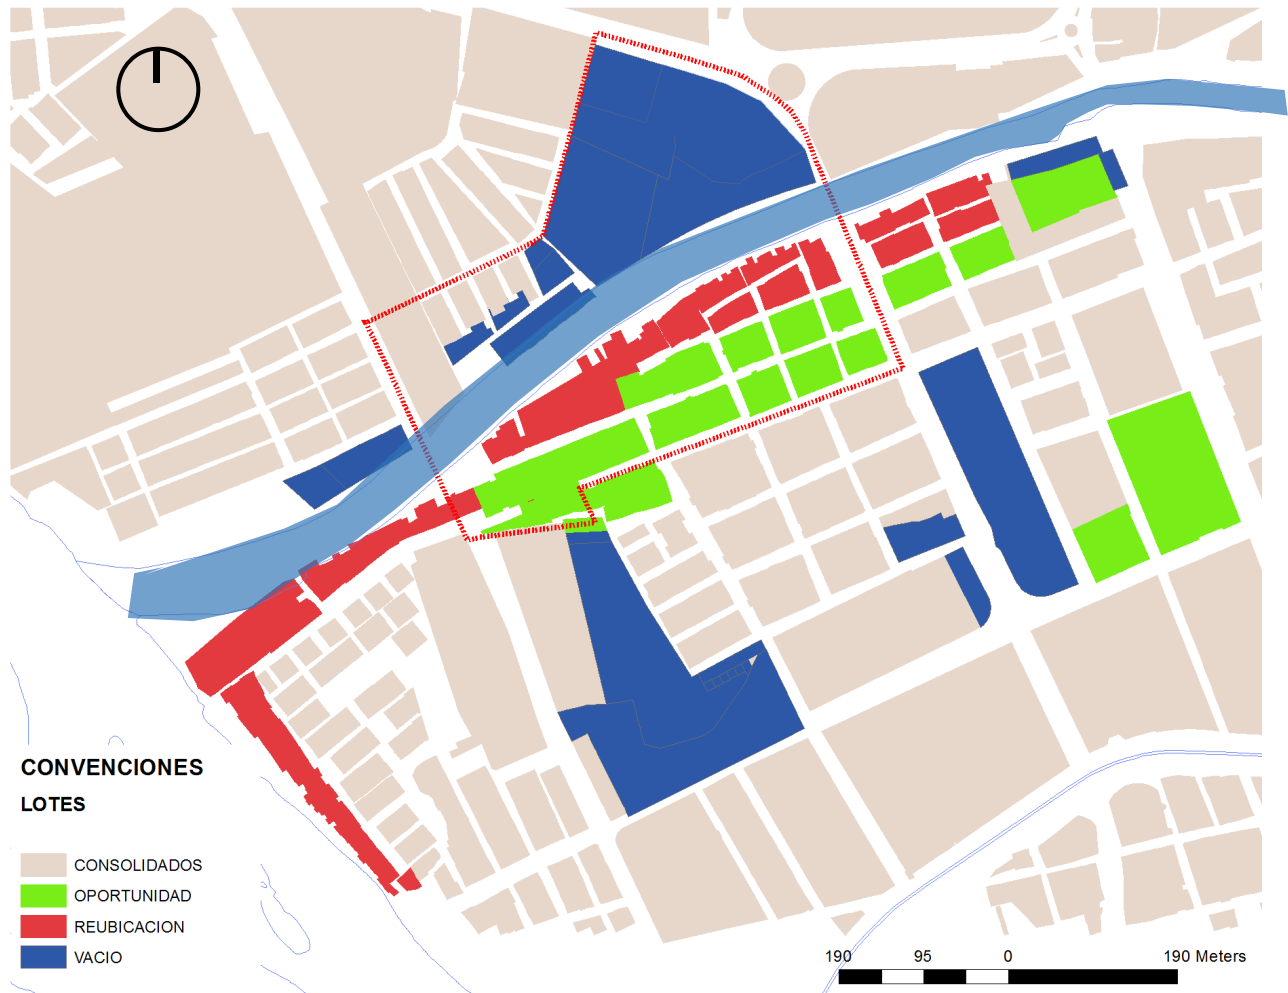 CONVENCIONES
LOTES
CONSOLIDADOS
OPORTUNIDAD
REUBICACION
VACIO
190 95 0 190 Meters